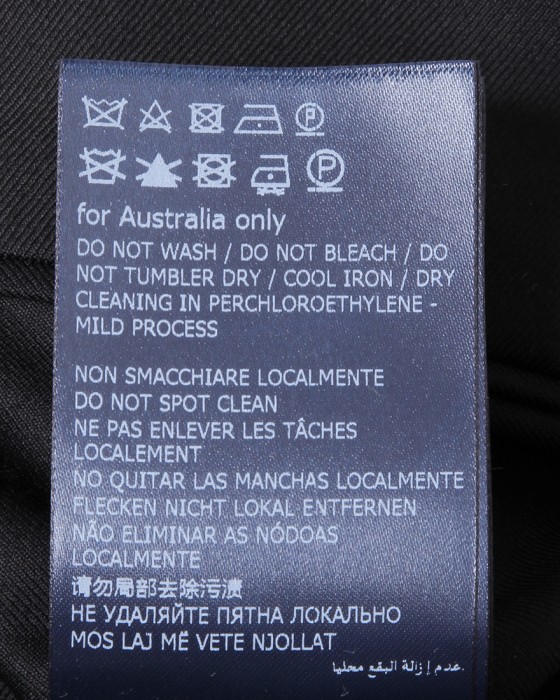 P
P
for Australia only
DO NOT WASH / DO NOT BLEACH / DO
NOT TUMBLER DRY / COOL IRON / DRY
CLEANING IN PERCHLOROETHYLENE -
MILD PROCESS
NON SMACCHIARE LOCALMENTE
DO NOT SPOT CLEAN
NE PAS ENLEVER LES TÂCHES
LOCALEMENT
NO QUITAR LAS MANCHAS LOCALMENTE
FLECKEN NICHT LOKAL ENTFERNEN
NÃO ELIMINAR AS NÓDOAS
LOCALMENTE
请勿局部去除污渍
НЕ УДАЛЯЙТЕ ПЯТНА ЛОКАЛЬНО
MOS LAJ MË VETE NJOLLAT
عدم إزالة البقع محليا.